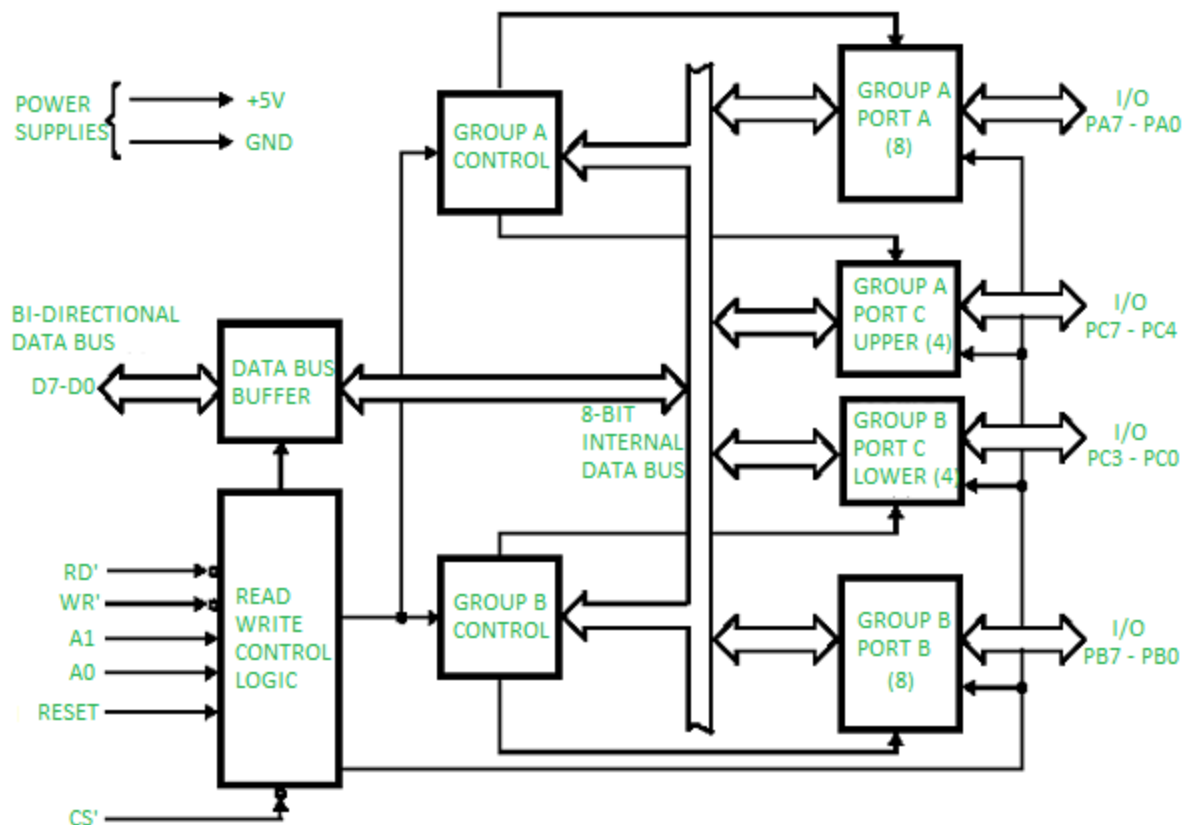 POWER
SUPPLIES
+5V
GND
GROUP A
CONTROL
GROUP A
PORT A
(8)
I/O
PA7 - PA0
GROUP A
PORT C
UPPER (4)
I/O
PC7 - PC4
BI-DIRECTIONAL
DATA BUS
D7-D0
DATA BUS
BUFFER
8-BIT
INTERNAL
DATA BUS
GROUP B
PORT C
LOWER (4)
I/O
PC3 - PC0
RD'
WR'
A1
A0
RESET
CS'
READ
WRITE
CONTROL
LOGIC
GROUP B
CONTROL
GROUP B
PORT B
(8)
I/O
PB7 - PB0